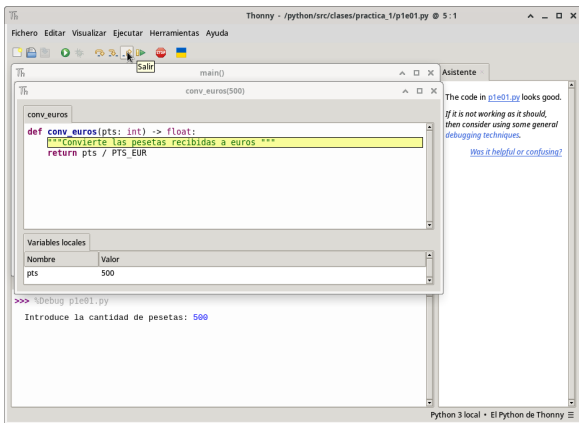 Thonny - /python/src/clases/practica_1/p1e01.py @ 5 : 1
Fichero Editar Visualizar Ejecutar Herramientas Ayuda
STOP
Salir
main()
Asistente
conv_euros(500)
The code in p1e01.py looks good.
If it is not working as it should,
then consider using some general
debugging techniques.
Was it helpful or confusing?
conv_euros
def conv_euros(pts: int) -> float:
"""Convierte las pesetas recibidas a euros """
return pts / PTS_EUR
Variables locales
Nombre Valor
pts 500
>>> %Debug p1e01.py
Introduce la cantidad de pesetas: 500
Python 3 local • El Python de Thonny ☰